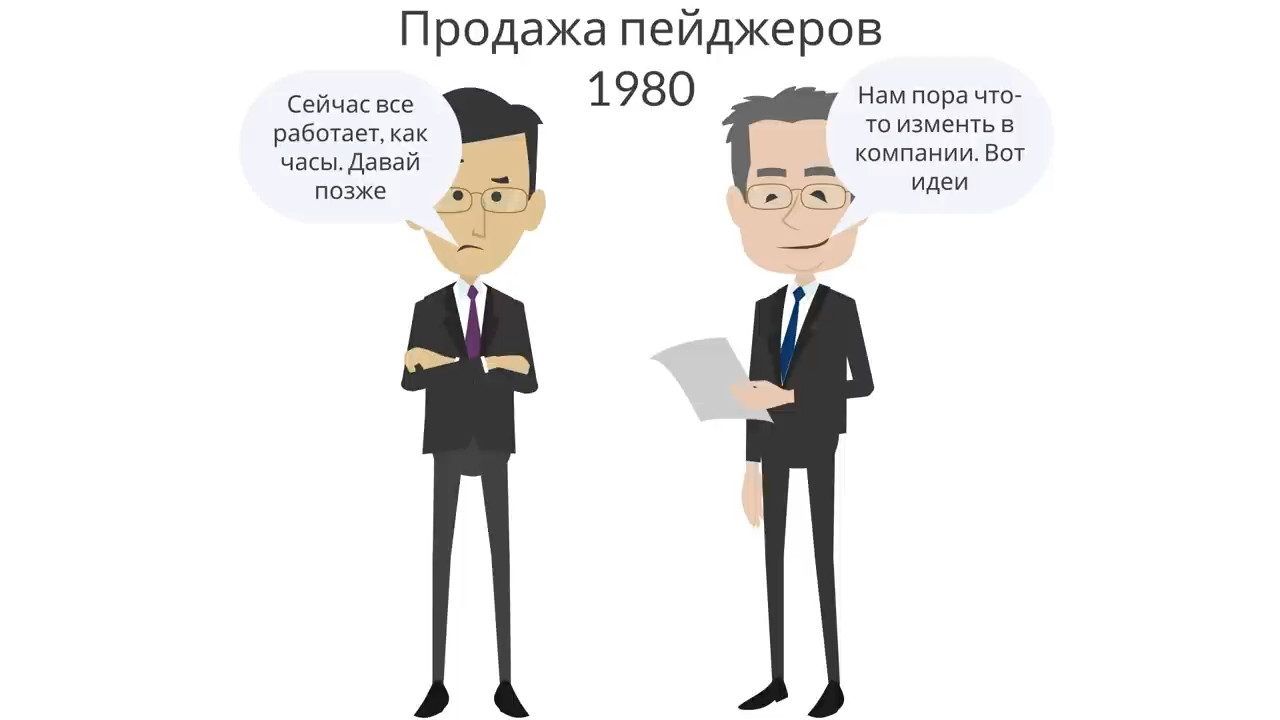 Продажа пейджеров
1980
Сейчас все
работает, как
часы. Давай
позже
Нам пора что-
то изменть в
компании. Вот
идеи